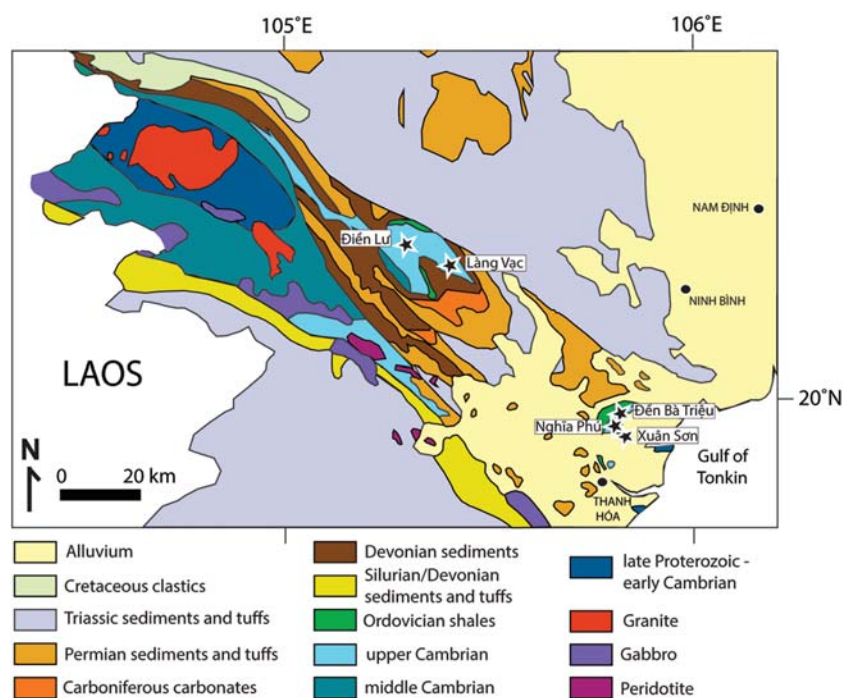 105˚E
106˚E
NAM ĐỊNH
Điền Lư
Làng Vạc
NINH BÌNH
LAOS
20˚N
Đền Bà Triệu
Nghĩa Phú
Xuân Sơn
N
Gulf of
Tonkin
0
20 km
THANH
HÓA
Alluvium
Cretaceous clastics
Triassic sediments and tuffs
Permian sediments and tuffs
Carboniferous carbonates
Devonian sediments
Silurian/Devonian
sediments and tuffs
Ordovician shales
upper Cambrian
middle Cambrian
late Proterozoic -
early Cambrian
Granite
Gabbro
Peridotite